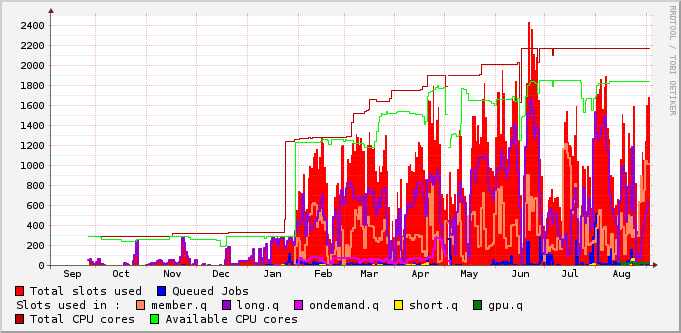 2400
2200
2000
1800
1600
1400
1200
1000
800
600
400
200
0
Sep Oct Nov Dec Jan Feb Mar Apr May Jun Jul Aug
RRDTOOL / TOBI OETIKER
Total slots used Queued Jobs
Slots used in : member.q long.q ondemand.q short.q gpu.q
Total CPU cores Available CPU cores